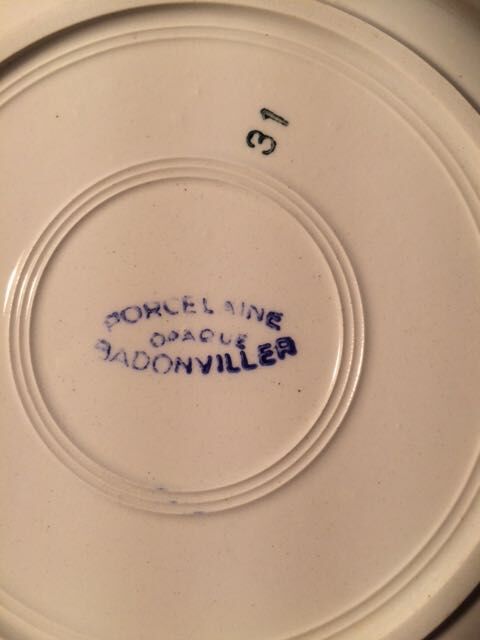 31
PORCELAINE
OPAQUE
BADONVILLER